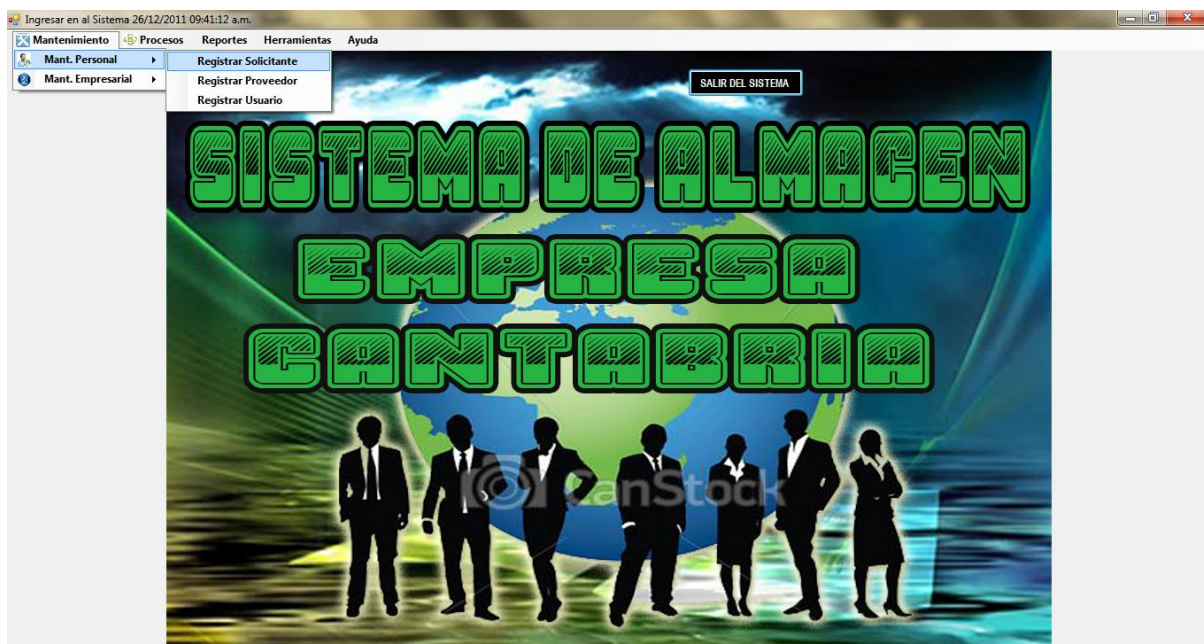 Ingresar en al Sistema 26/12/2011 09:41:12 a.m.
Mantenimiento Procesos Reportes Herramientas Ayuda
Mant. Personal Registrar Solicitante
Mant. Empresarial Registrar Proveedor
Registrar Usuario
SALIR DEL SISTEMA
SISTEMA DE ALMACEN
EMPRESA
CANTABRIA
CanStock